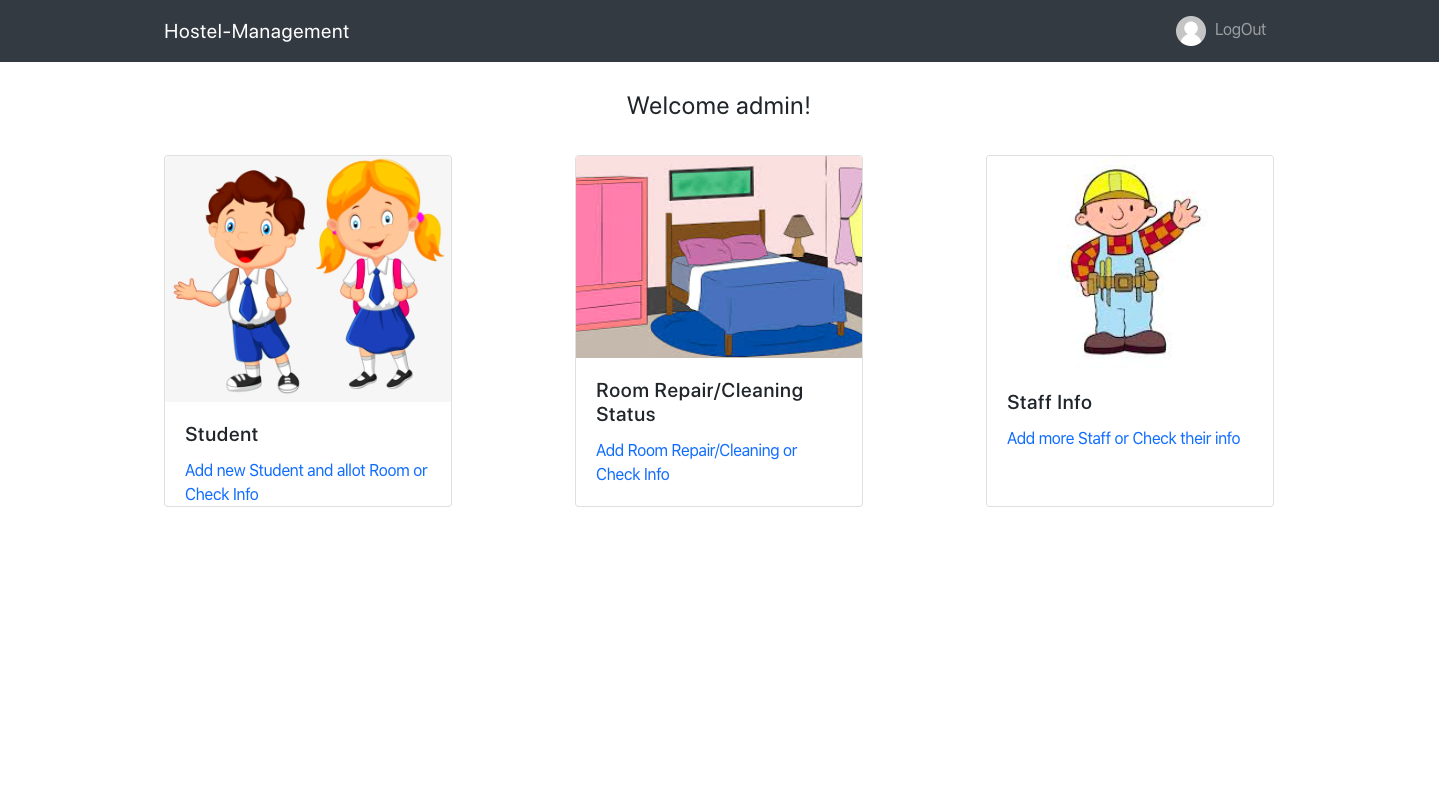 Hostel-Management
LogOut
Welcome admin!
Student
Add new Student and allot Room or
Check Info
Room Repair/Cleaning
Status
Add Room Repair/Cleaning or
Check Info
Staff Info
Add more Staff or Check their info